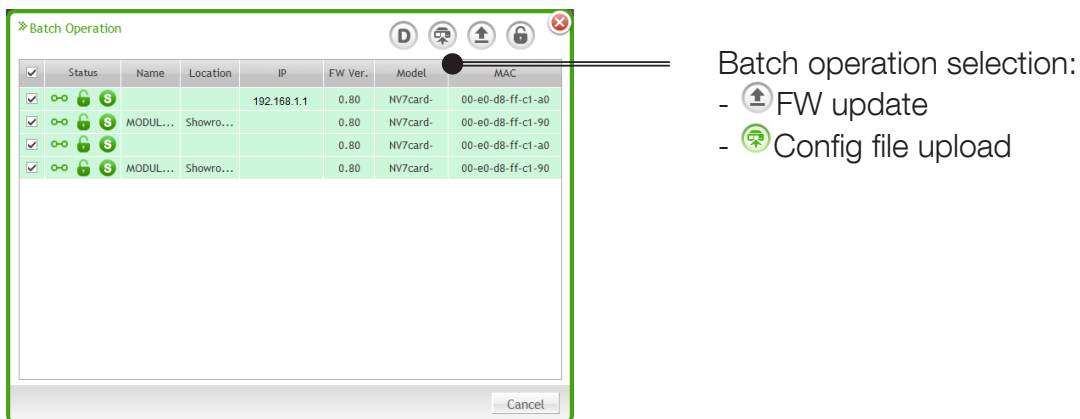 Batch Operation
D
Status Name Location IP FW Ver. Model MAC
S 192.168.1.1 0.80 NV7card- 00-e0-d8-ff-c1-a0
S MODUL... Showro... 0.80 NV7card- 00-e0-d8-ff-c1-90
S 0.80 NV7card- 00-e0-d8-ff-c1-a0
S MODUL... Showro... 0.80 NV7card- 00-e0-d8-ff-c1-90
Cancel
Batch operation selection:
- FW update
- Config file upload